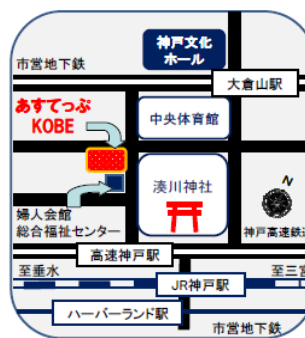 神戸文化
ホール
市営地下鉄
大倉山駅
あすてっぷ
KOBE
中央体育館
湊川神社
N
婦人会館
総合福祉センター
神戸高速鉄道
高速神戸駅
至垂水
至三宮
JR神戸駅
ハーバーランド駅
市営地下鉄